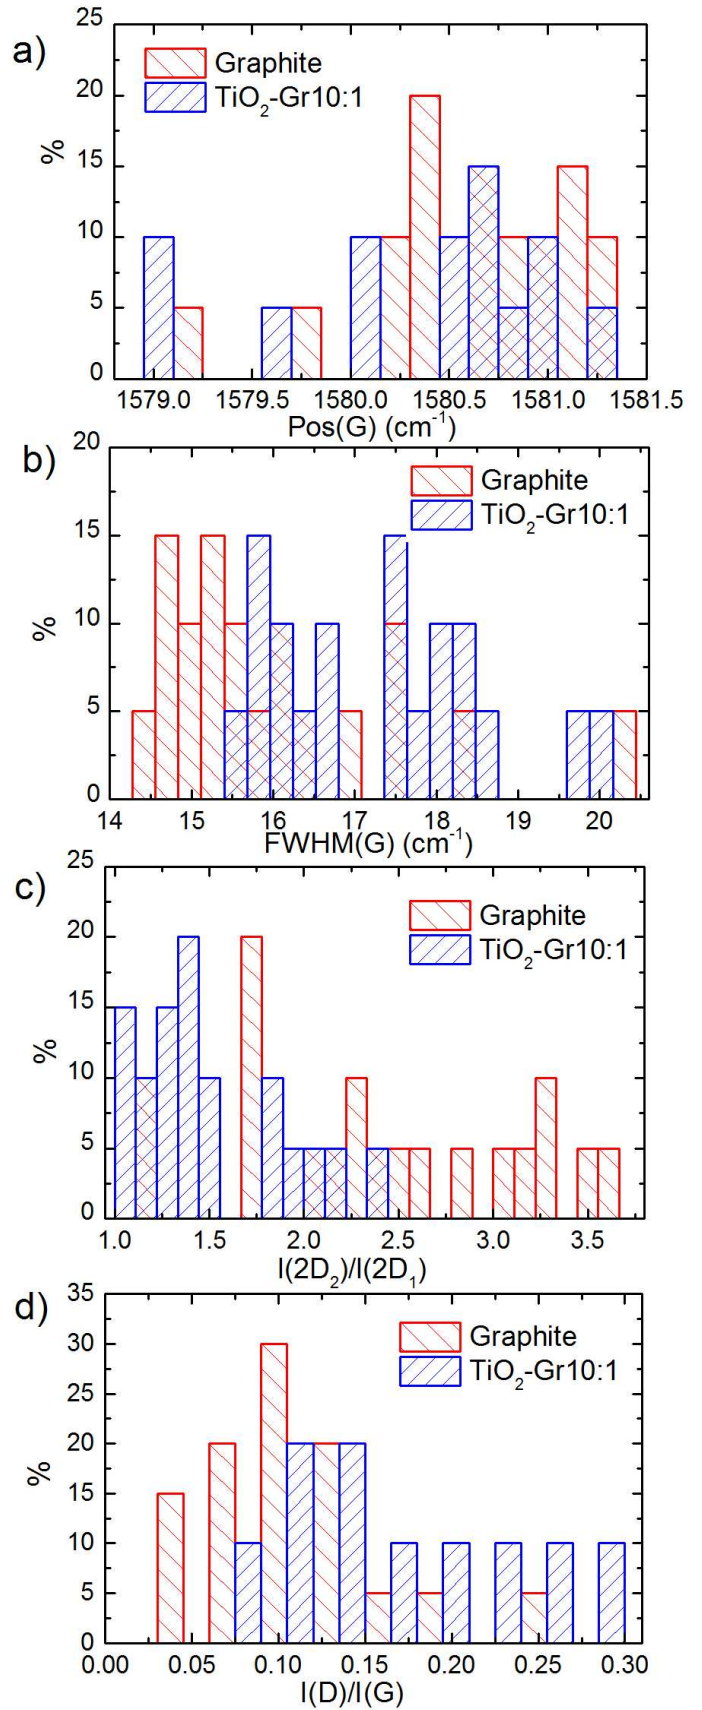 a)
25
20
15
10
5
0
%
Graphite
TiO2-Gr10:1
1579.0 1579.5 1580.0 1580.5 1581.0 1581.5
Pos(G) (cm-1)
b)
20
15
10
5
0
%
Graphite
TiO2-Gr10:1
14 15 16 17 18 19 20
FWHM(G) (cm-1)
c)
25
20
15
10
5
0
%
Graphite
TiO2-Gr10:1
1.0 1.5 2.0 2.5 3.0 3.5
I(2D2)/I(2D1)
d)
35
30
25
20
15
10
5
0
%
Graphite
TiO2-Gr10:1
0.00 0.05 0.10 0.15 0.20 0.25 0.30
I(D)/I(G)